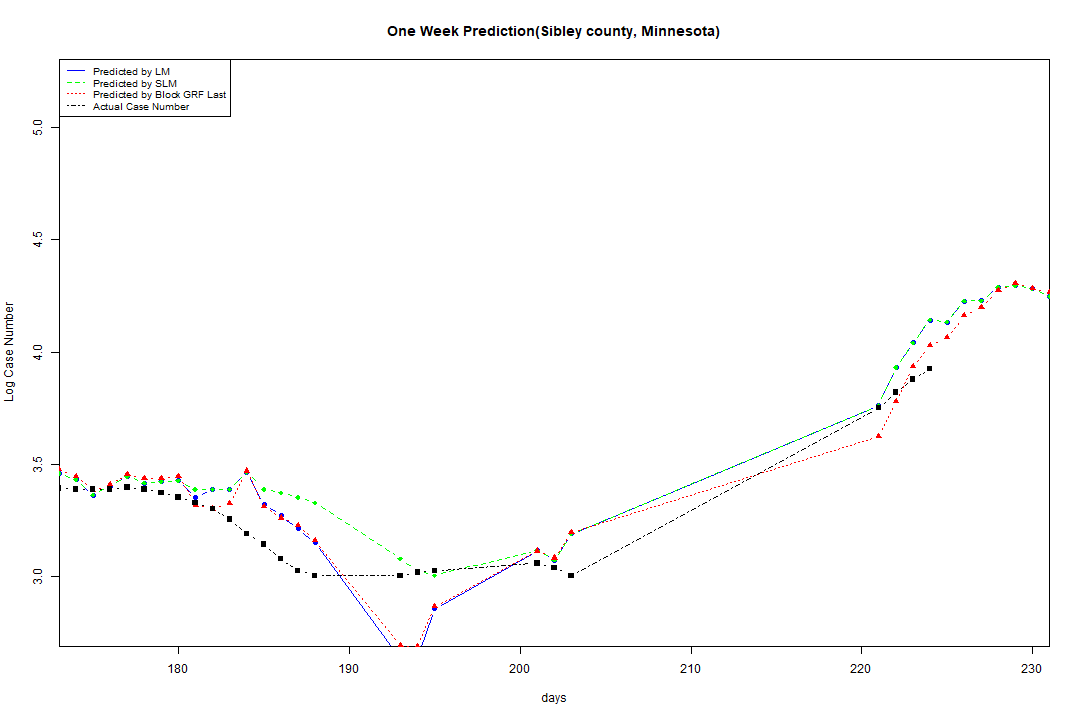 One Week Prediction(Sibley county, Minnesota)
Predicted by LM
Predicted by SLM
Predicted by Block GRF Last
Actual Case Number
5.0
4.5
4.0
3.5
3.0
Log Case Number
180
190
200
210
220
230
days